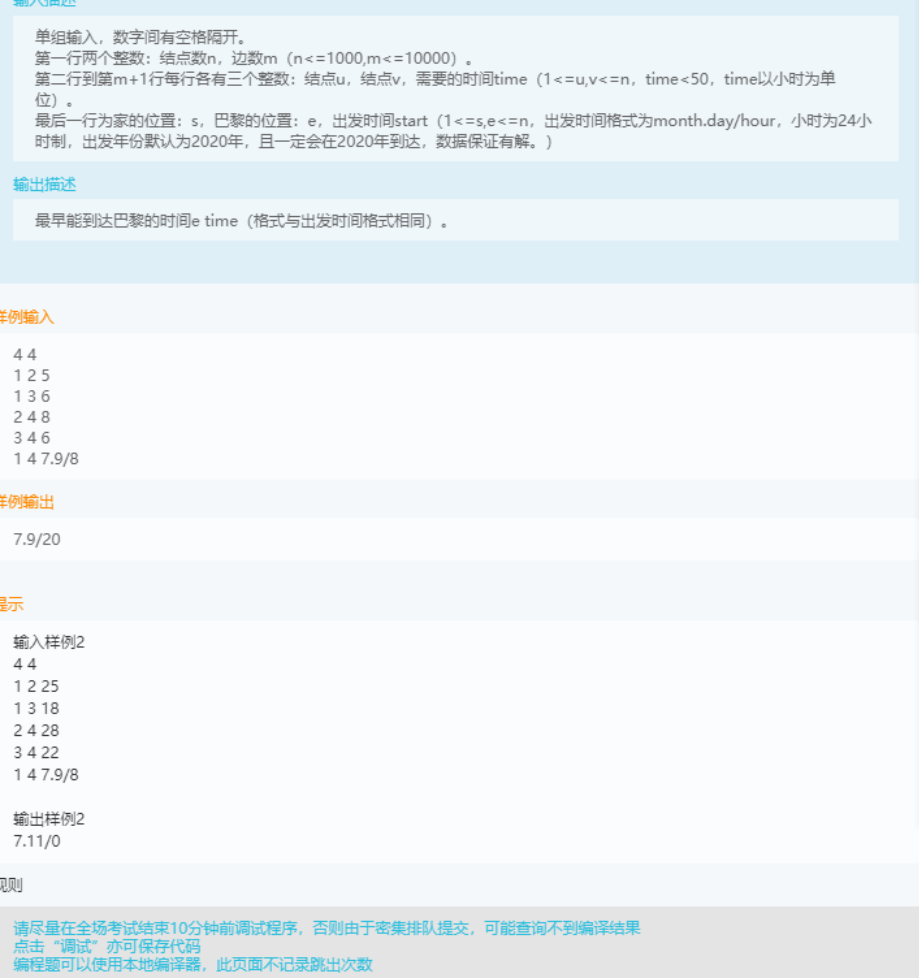 输入描述
单组输入，数字间有空格隔开。
第一行两个整数：结点数n，边数m（n<=1000,m<=10000）。
第二行到第m+1行每行各有三个整数：结点u，结点v，需要的时间time（1<=u,v<=n，time<50，time以小时为单
位）。
最后一行为家的位置：s，巴黎的位置：e，出发时间start（1<=s,e<=n，出发时间格式为month.day/hour，小时为24小
时制，出发年份默认为2020年，且一定会在2020年到达，数据保证有解。）
输出描述
最早能到达巴黎的时间e time（格式与出发时间格式相同）。
样例输入
4 4
1 2 5
1 3 6
2 4 8
3 4 6
1 4 7.9/8
样例输出
7.9/20
提示
输入样例2
4 4
1 2 25
1 3 18
2 4 28
3 4 22
1 4 7.9/8
输出样例2
7.11/0
规则
请尽量在全场考试结束10分钟前调试程序，否则由于密集排队提交，可能查询不到编译结果
点击“调试”亦可保存代码
编程题可以使用本地编译器，此页面不记录跳出次数